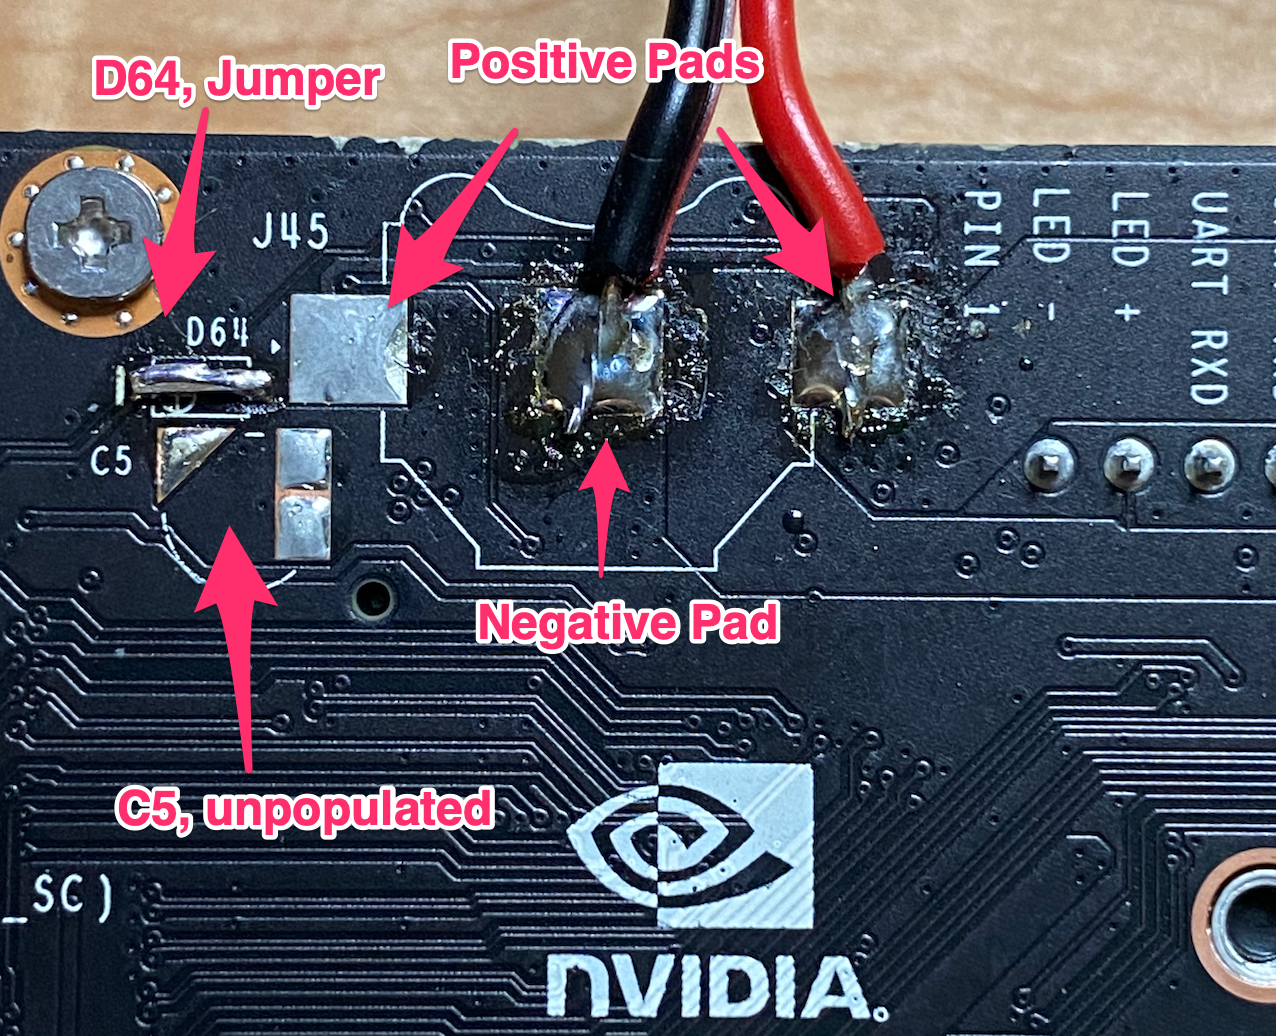 D64, Jumper
Positive Pads
J45
D64
C5
PIN 1
LED -
LED +
UART RXD
Negative Pad
C5, unpopulated
_SC)
NVIDIA.